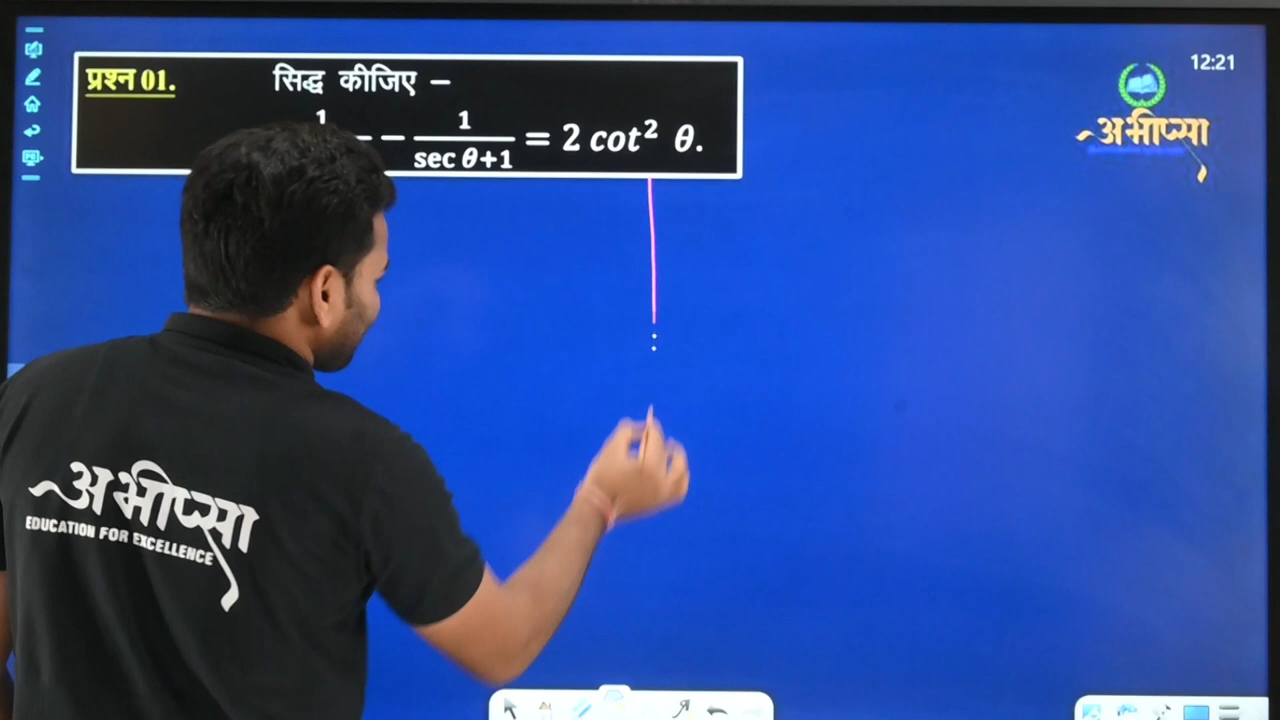 प्रश्न 01. सिद्ध कीजिए –
1 – – 1/(sec θ+1) = 2 cot² θ.
12:21
अभीप्सा
अभीप्सा
EDUCATION FOR EXCELLENCE